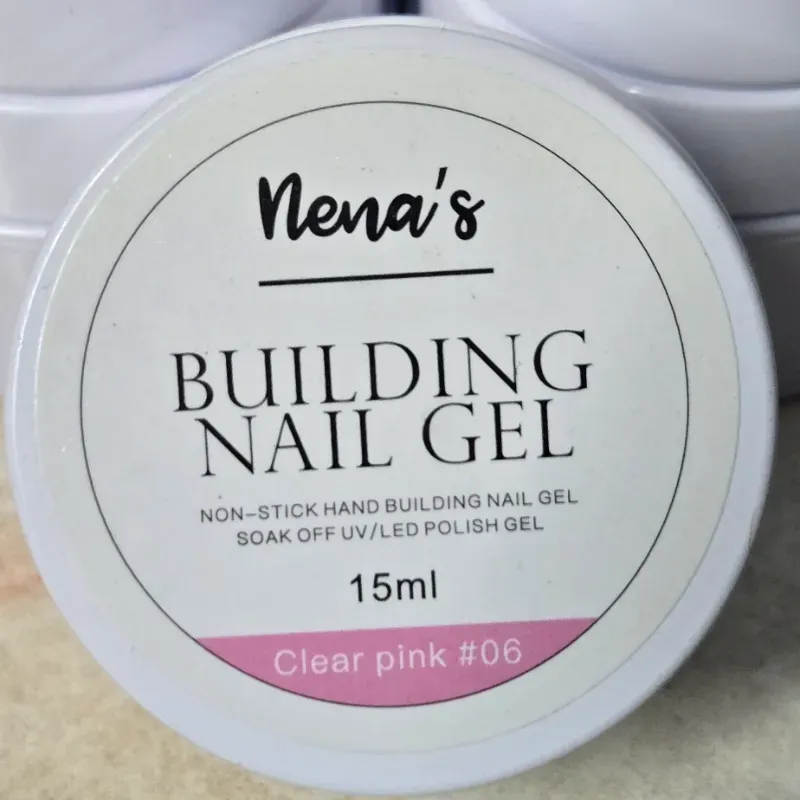 Nena's
BUILDING
NAIL GEL
NON-STICK HAND BUILDING NAIL GEL
SOAK OFF UV/LED POLISH GEL
15ml
Clear pink #06